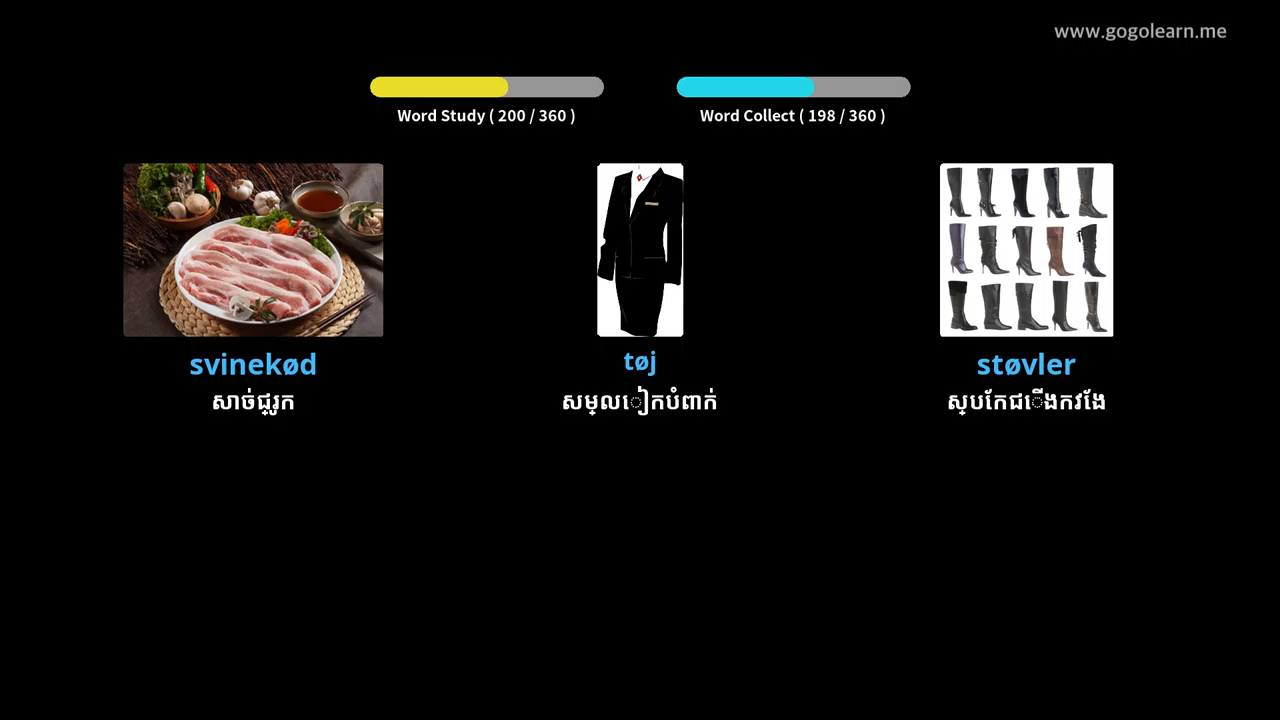 www.gogolearn.me
Word Study ( 200 / 360 )
Word Collect ( 198 / 360 )
svinekød
tøj
støvler
សាច់ជ្រូក
សម្លៀកបំពាក់
ស្បែកជើងកវែង